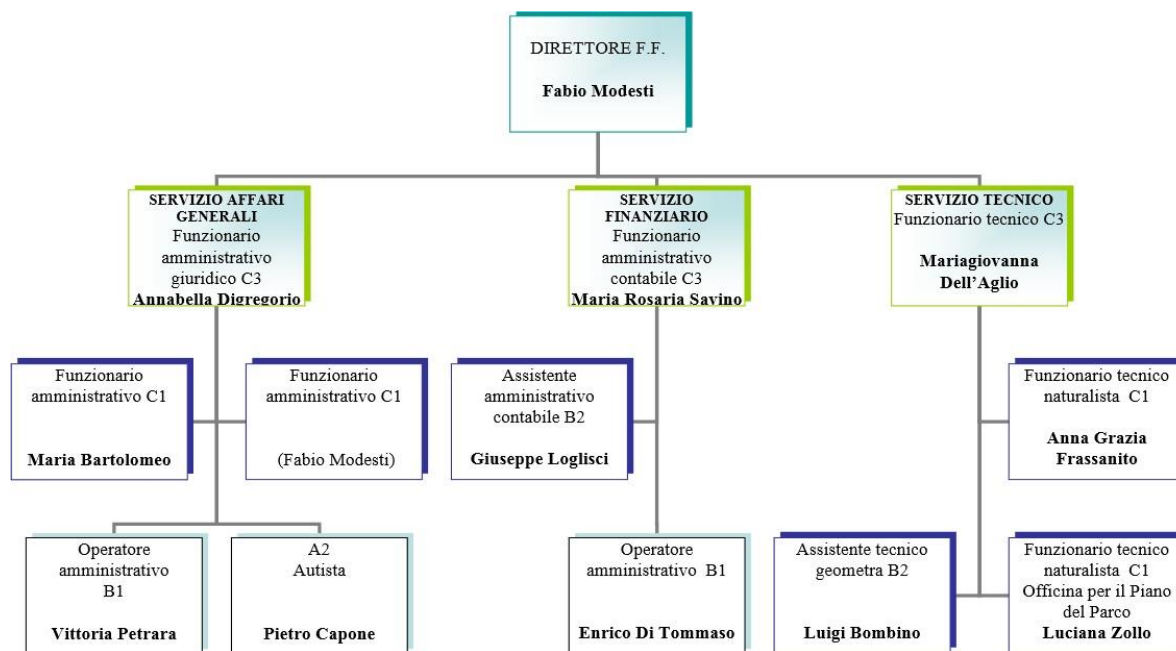 DIRETTORE F.F.
Fabio Modesti
SERVIZIO AFFARI
GENERALI
Funzionario
amministrativo
giuridico C3
Annabella Digregorio
SERVIZIO
FINANZIARIO
Funzionario
amministrativo
contabile C3
Maria Rosaria Savino
SERVIZIO TECNICO
Funzionario tecnico C3
Mariagiovanna
Dell’Aglio
Funzionario
amministrativo C1
Maria Bartolomeo
Funzionario
amministrativo C1
(Fabio Modesti)
Assistente
amministrativo
contabile B2
Giuseppe Loglisci
Funzionario tecnico
naturalista C1
Anna Grazia
Frassanito
Operatore
amministrativo
B1
Vittoria Petrara
A2
Autista
Pietro Capone
Operatore
amministrativo B1
Enrico Di Tommaso
Assistente tecnico
geometra B2
Luigi Bombino
Funzionario tecnico
naturalista C1
Officina per il Piano
del Parco
Luciana Zollo